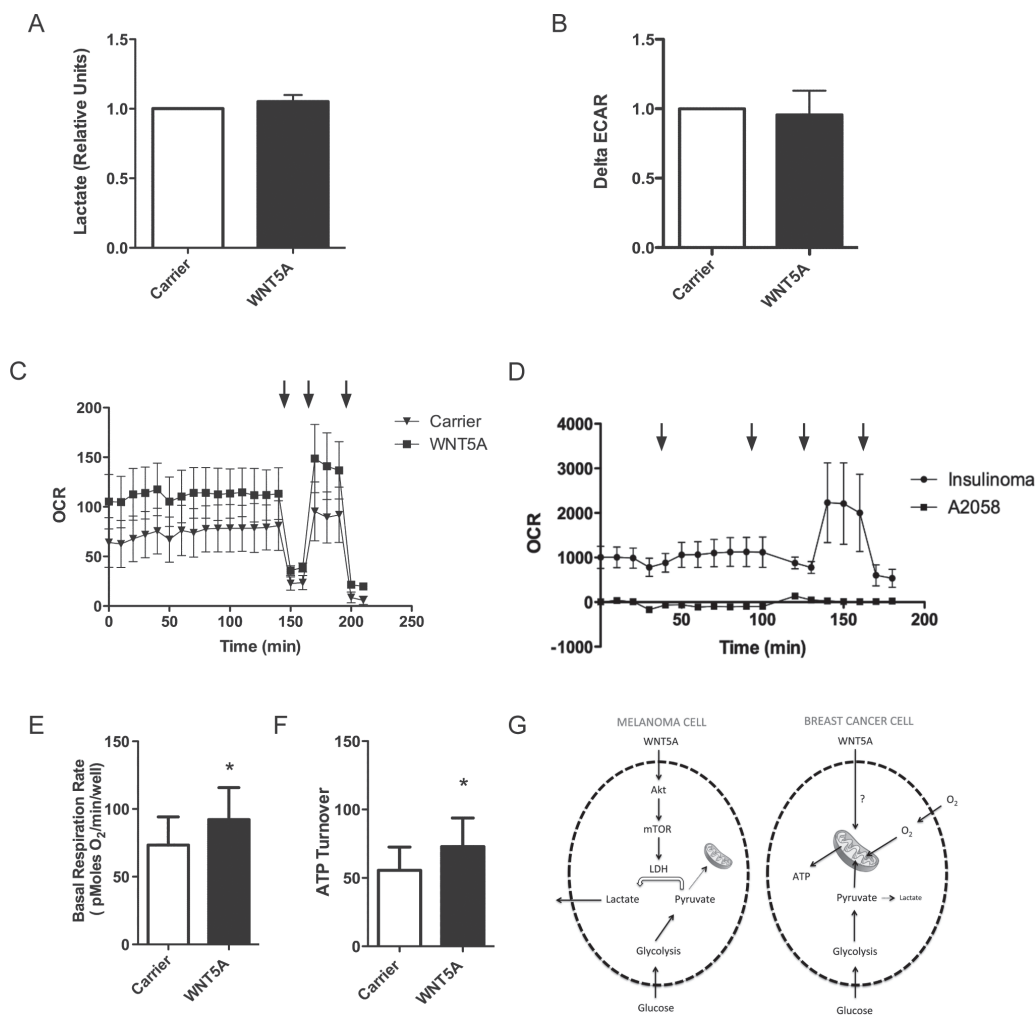 A
Lactate (Relative Units)
1.5
1.0
0.5
0.0
Carrier
WNT5A
B
Delta ECAR
1.5
1.0
0.5
0.0
Carrier
WNT5A
C
OCR
200
150
100
50
0
0
50
100
150
200
250
Time (min)
Carrier
WNT5A
D
OCR
4000
3000
2000
1000
0
-1000
50
100
150
200
Time (min)
Insulinoma
A2058
E
Basal Respiration Rate
( pMoles O2/min/well)
150
100
50
0
*
Carrier
WNT5A
F
ATP Turnover
150
100
50
0
*
Carrier
WNT5A
G
MELANOMA CELL
WNT5A
Akt
mTOR
LDH
Lactate
Pyruvate
Glycolysis
Glucose
BREAST CANCER CELL
WNT5A
?
O2
O2
ATP
Pyruvate
Lactate
Glycolysis
Glucose